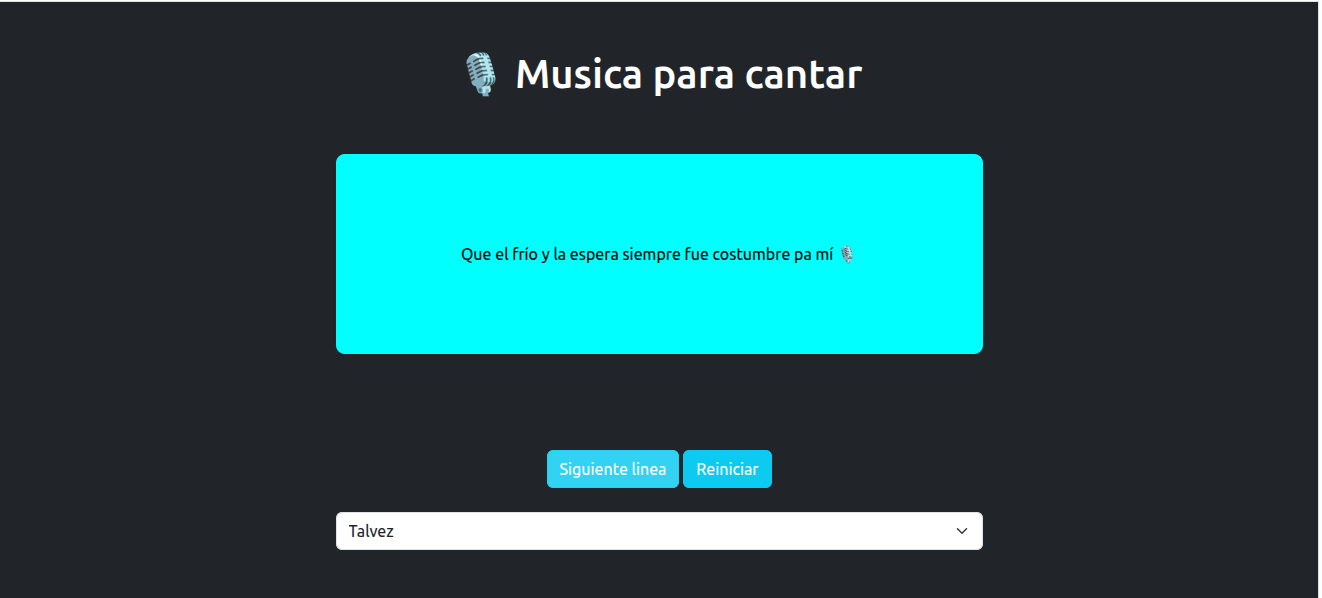 🎙️ Musica para cantar
Que el frío y la espera siempre fue costumbre pa mí 🎙️
Siguiente linea
Reiniciar
Talvez